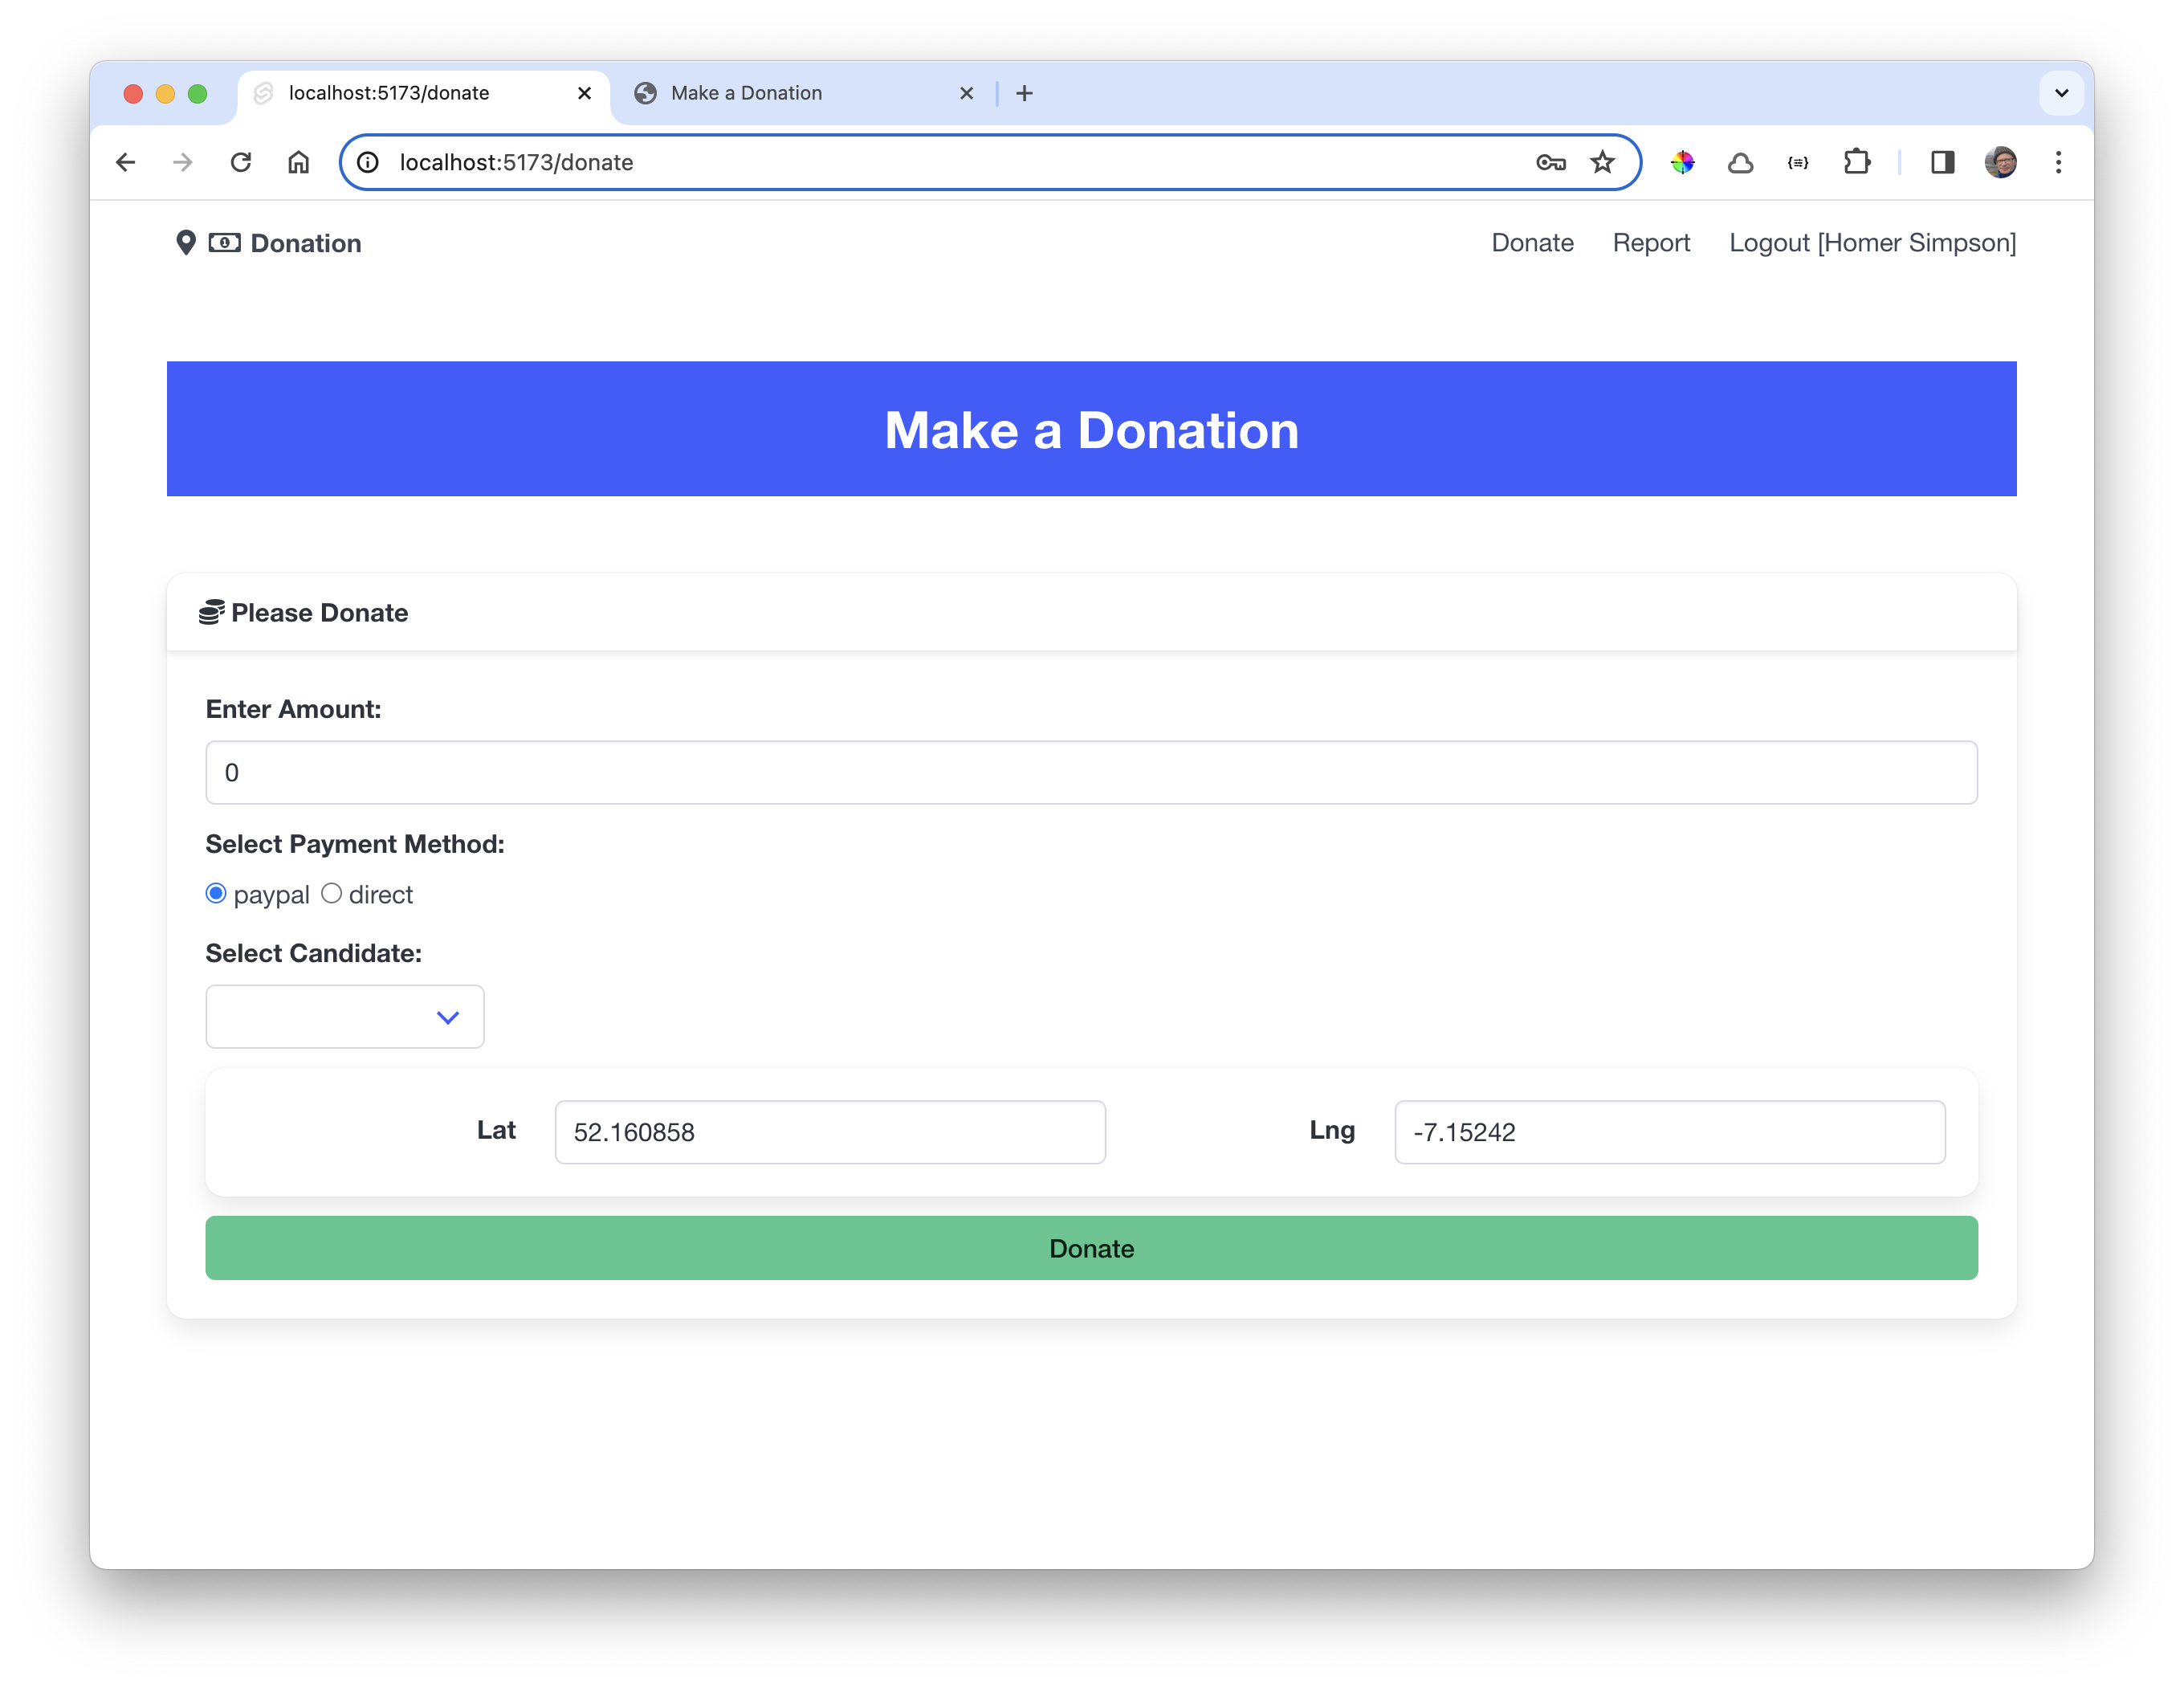 localhost:5173/donate
Make a Donation
localhost:5173/donate
Donation
Donate Report Logout [Homer Simpson]
Make a Donation
Please Donate
Enter Amount:
0
Select Payment Method:
paypal direct
Select Candidate:
Lat 52.160858 Lng -7.15242
Donate